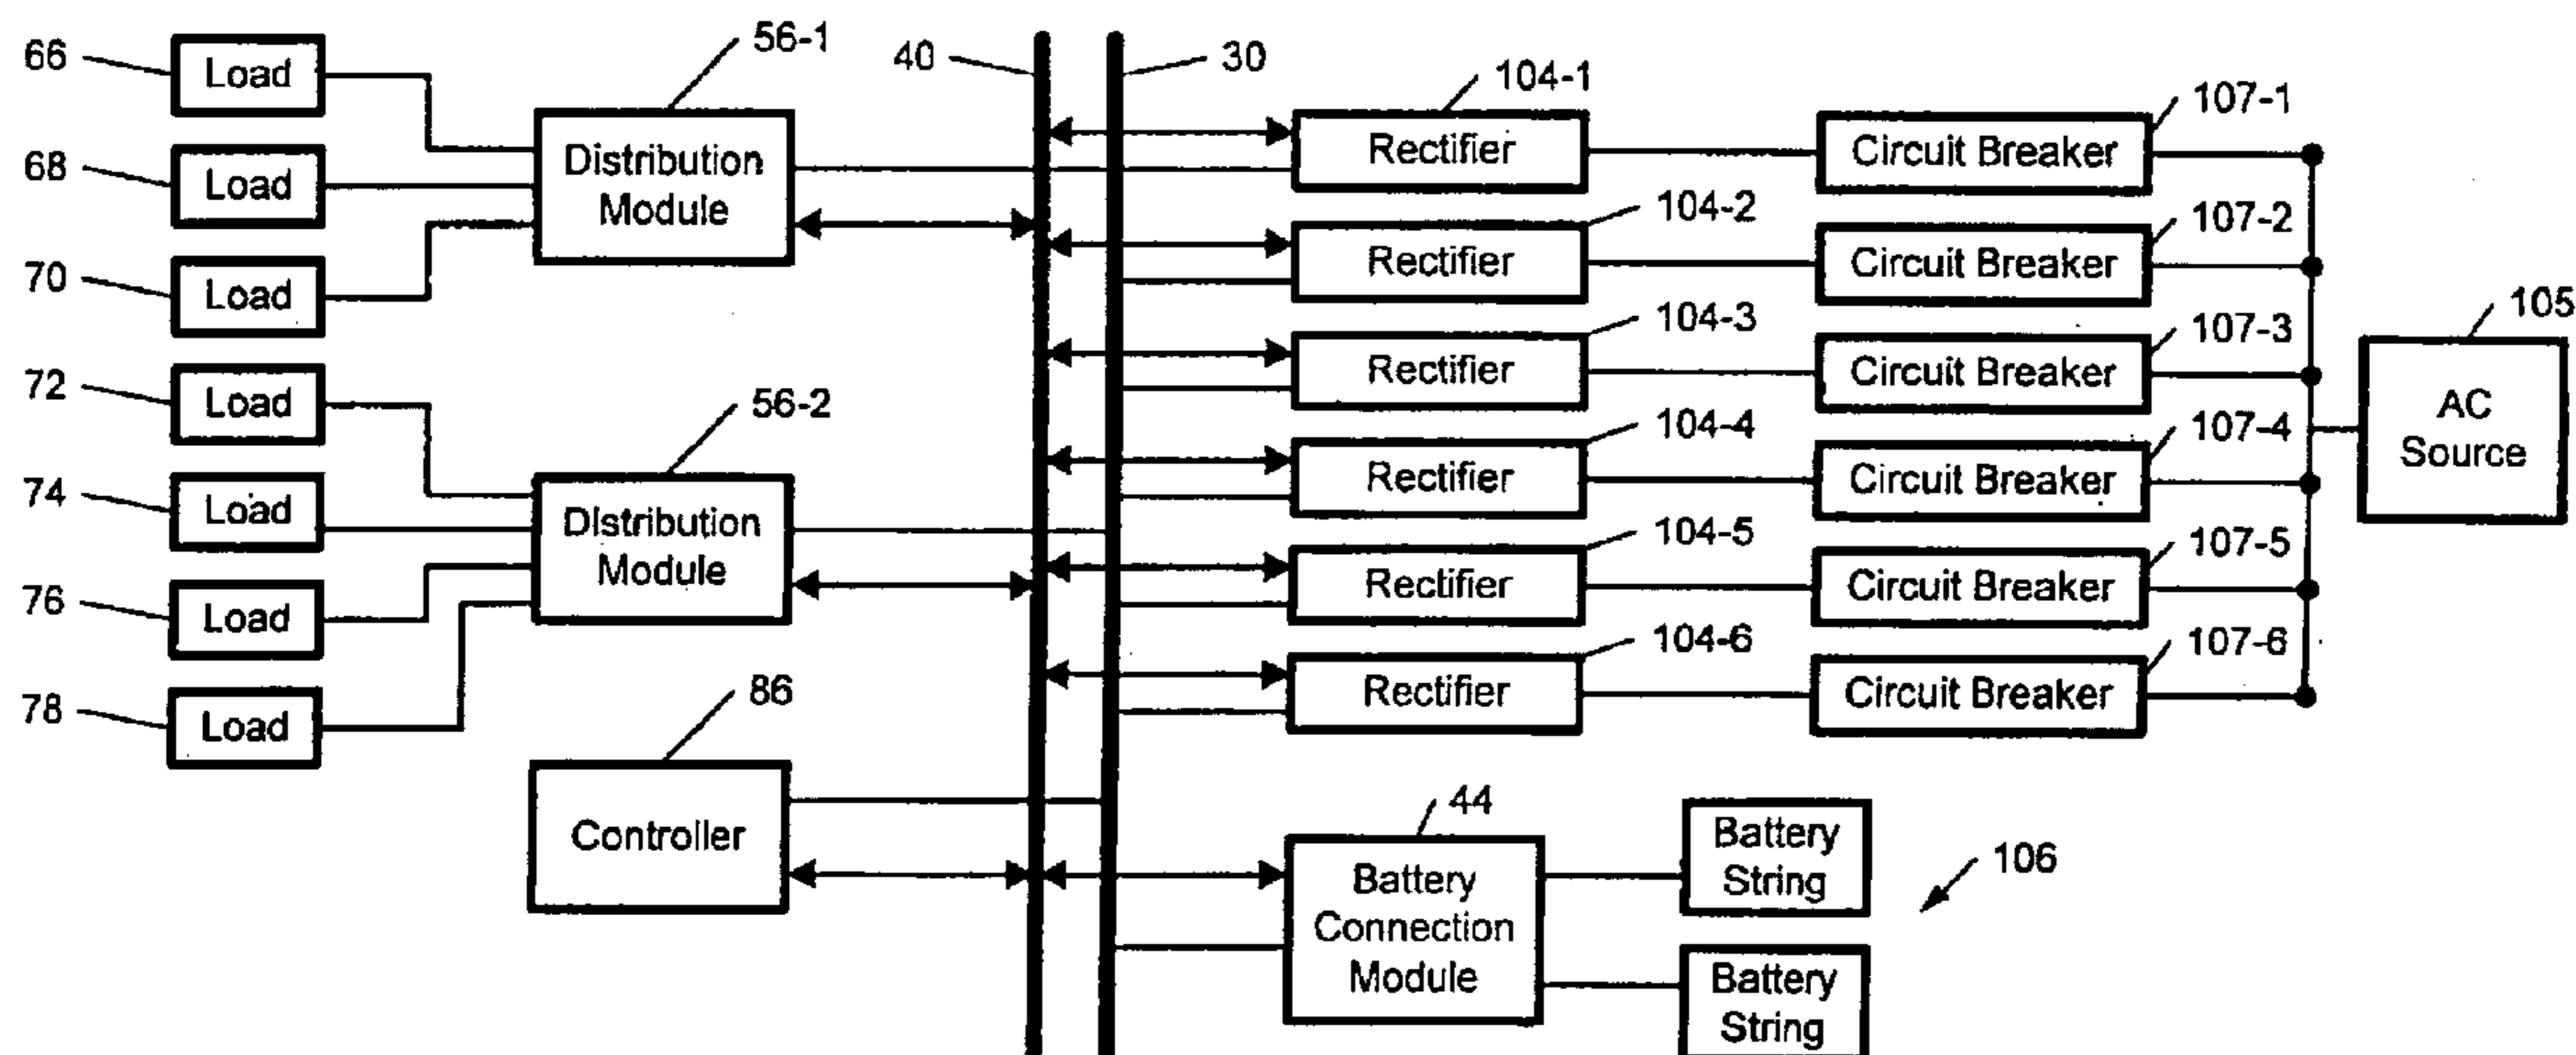 66
Load
68
Load
70
Load
72
Load
74
Load
76
Load
78
Load
56-1
Distribution
Module
56-2
Distribution
Module
86
Controller
40
30
104-1
Rectifier
104-2
Rectifier
104-3
Rectifier
104-4
Rectifier
104-5
Rectifier
104-6
Rectifier
107-1
Circuit Breaker
107-2
Circuit Breaker
107-3
Circuit Breaker
107-4
Circuit Breaker
107-5
Circuit Breaker
107-6
Circuit Breaker
105
AC
Source
44
Battery
Connection
Module
Battery
String
106
Battery
String